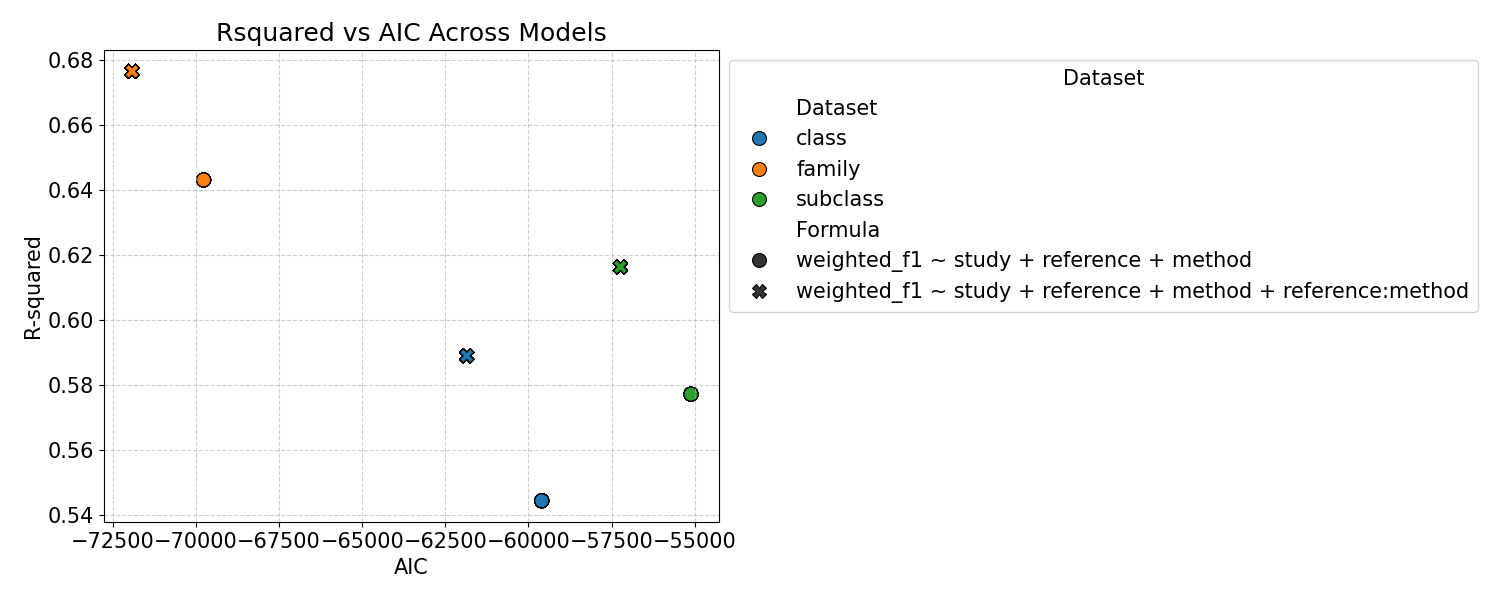 Rsquared vs AIC Across Models
R-squared
0.68
0.66
0.64
0.62
0.60
0.58
0.56
0.54
−72500
−70000
−67500
−65000
−62500
−60000
−57500
−55000
AIC
Dataset
Dataset
class
family
subclass
Formula
weighted_f1 ~ study + reference + method
weighted_f1 ~ study + reference + method + reference:method